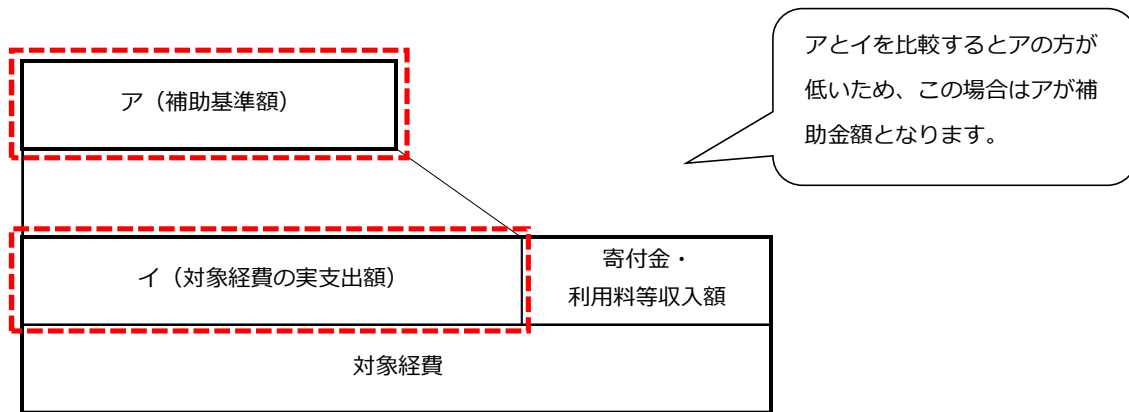 アとイを比較するとアの方が
低いため、この場合はアが補
助金額となります。
ア（補助基準額）
イ（対象経費の実支出額）
寄付金・
利用料等収入額
対象経費